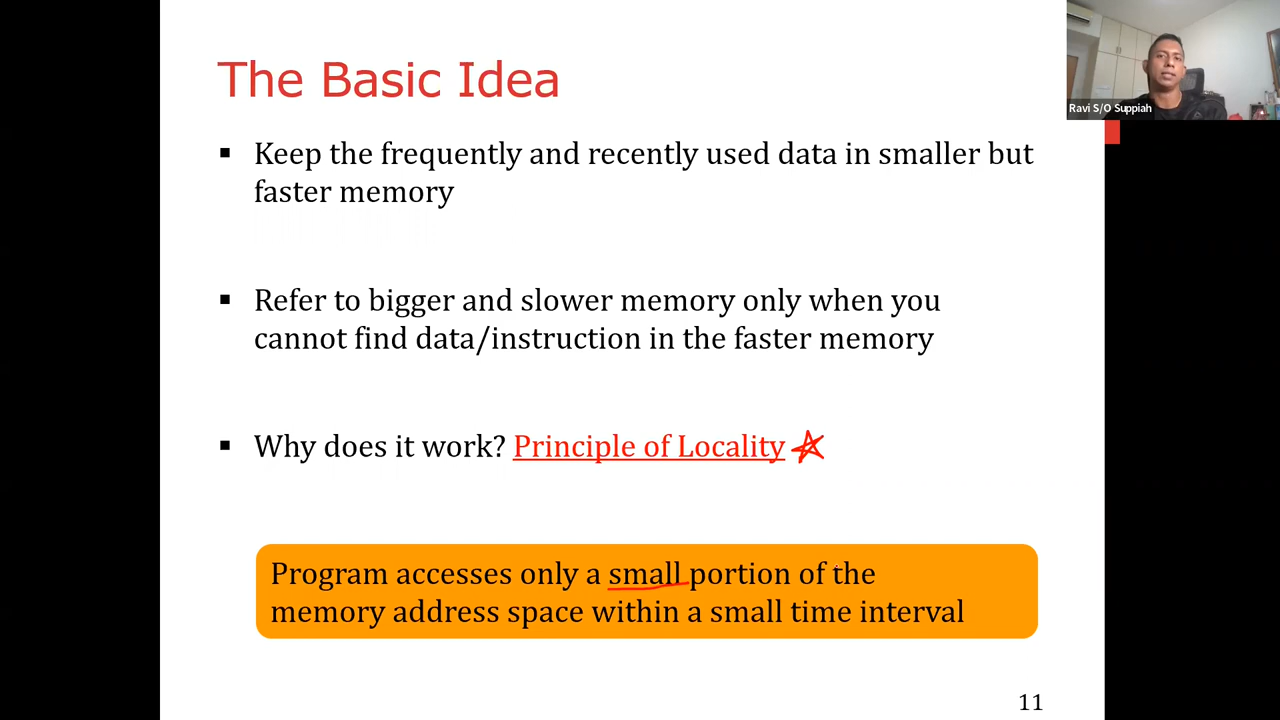 The Basic Idea
Ravi S/O Suppiah
▪ Keep the frequently and recently used data in smaller but
faster memory
▪ Refer to bigger and slower memory only when you
cannot find data/instruction in the faster memory
▪ Why does it work? Principle of Locality
Program accesses only a small portion of the
memory address space within a small time interval
11